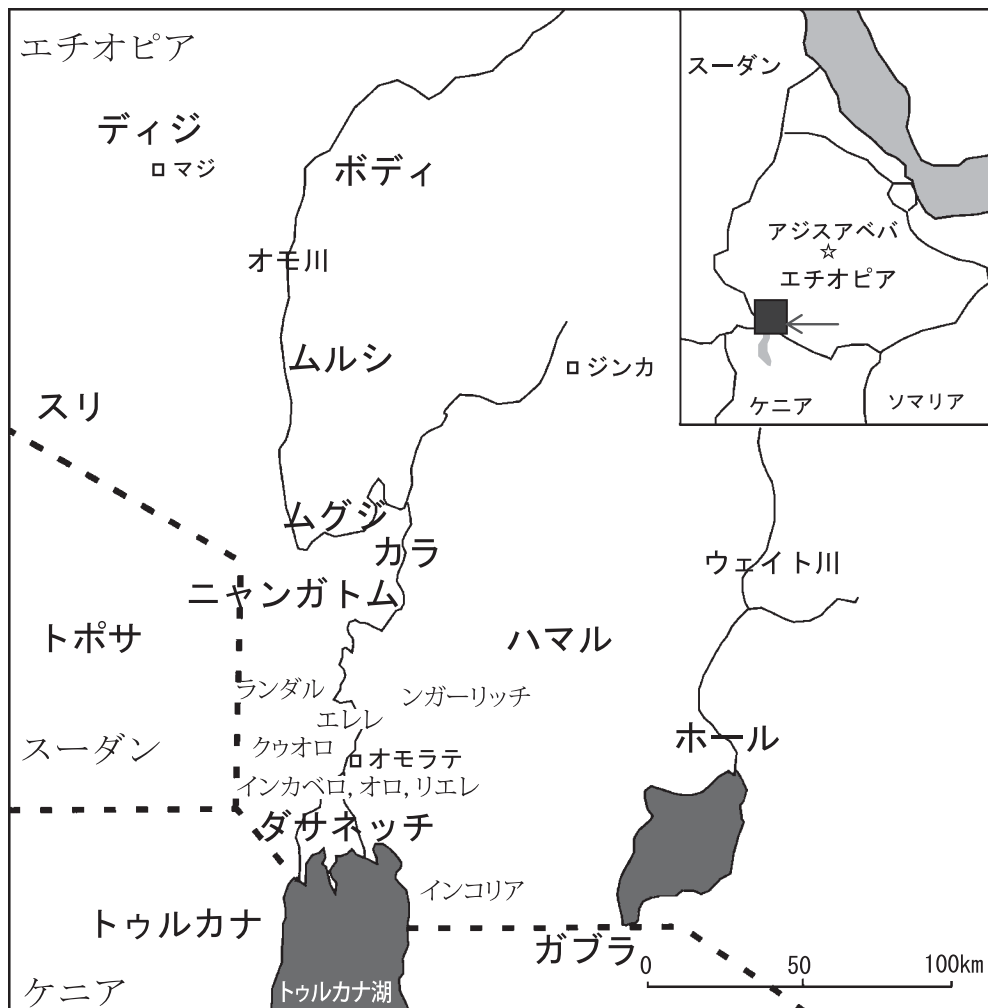 エチオピア
ディジ
マジ
ボディ
オモ川
ムルシ
ジンカ
スリ
ムグジ
カラ
ニャンガトム
ウェイト川
トポサ
ハマル
ランダル
ンガーリッチ
エレレ
スーダン
クゥオロ
オモラテ
ホール
インカベロ, オロ, リエレ
ダサネッチ
インコリア
トゥルカナ
ガブラ
ケニア
トゥルカナ湖
0 50 100km
スーダン
アジスアベバ
エチオピア
ケニア
ソマリア